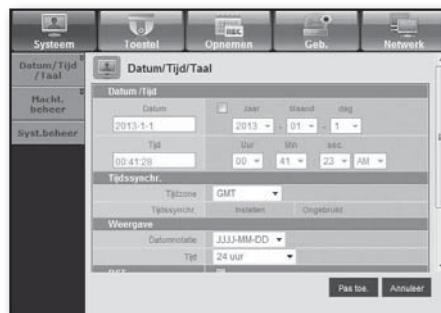 Systeem Toestel Opnemen Geb. Netwerk
REC
Datum/Tijd
/Taal
Macht.
beheer
Syst.beheer
Datum/Tijd/Taal
Datum /Tijd
Datum Jaar Maand dag
2013-1-1 2013 - 01 - 1
Tijd Uur Min sec.
00:41:28 00 41 23 AM
Tijdssynchr.
Tijdzone GMT
Tijdssynchr. Instellen Ongebruikt
Weergave
Datumnotatie JJJJ-MM-DD
Tijd 24 uur
Pas toe. Annuleer